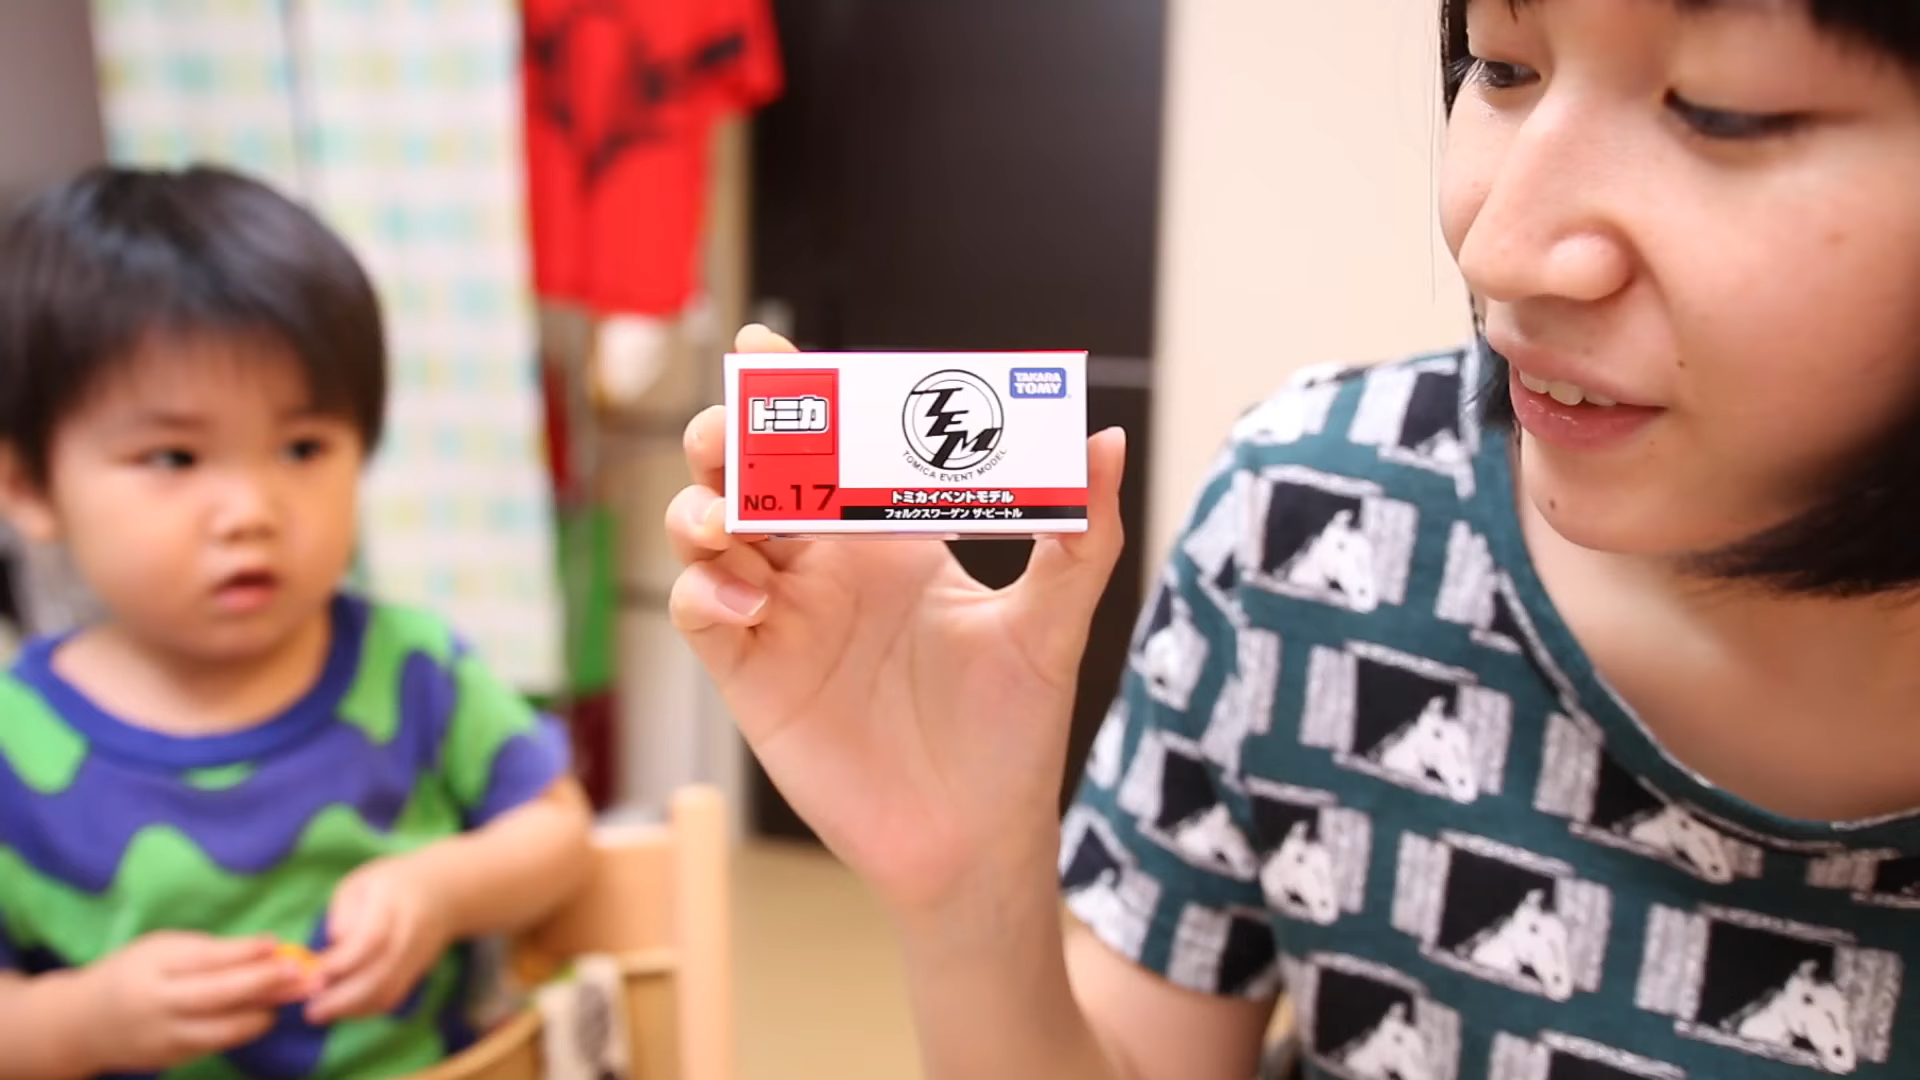 トミカ
NO. 17
TEM
TOMICA EVENT MODEL
TAKARA TOMY
トミカイベントモデル
フォルクスワーゲン ザ・ビートル